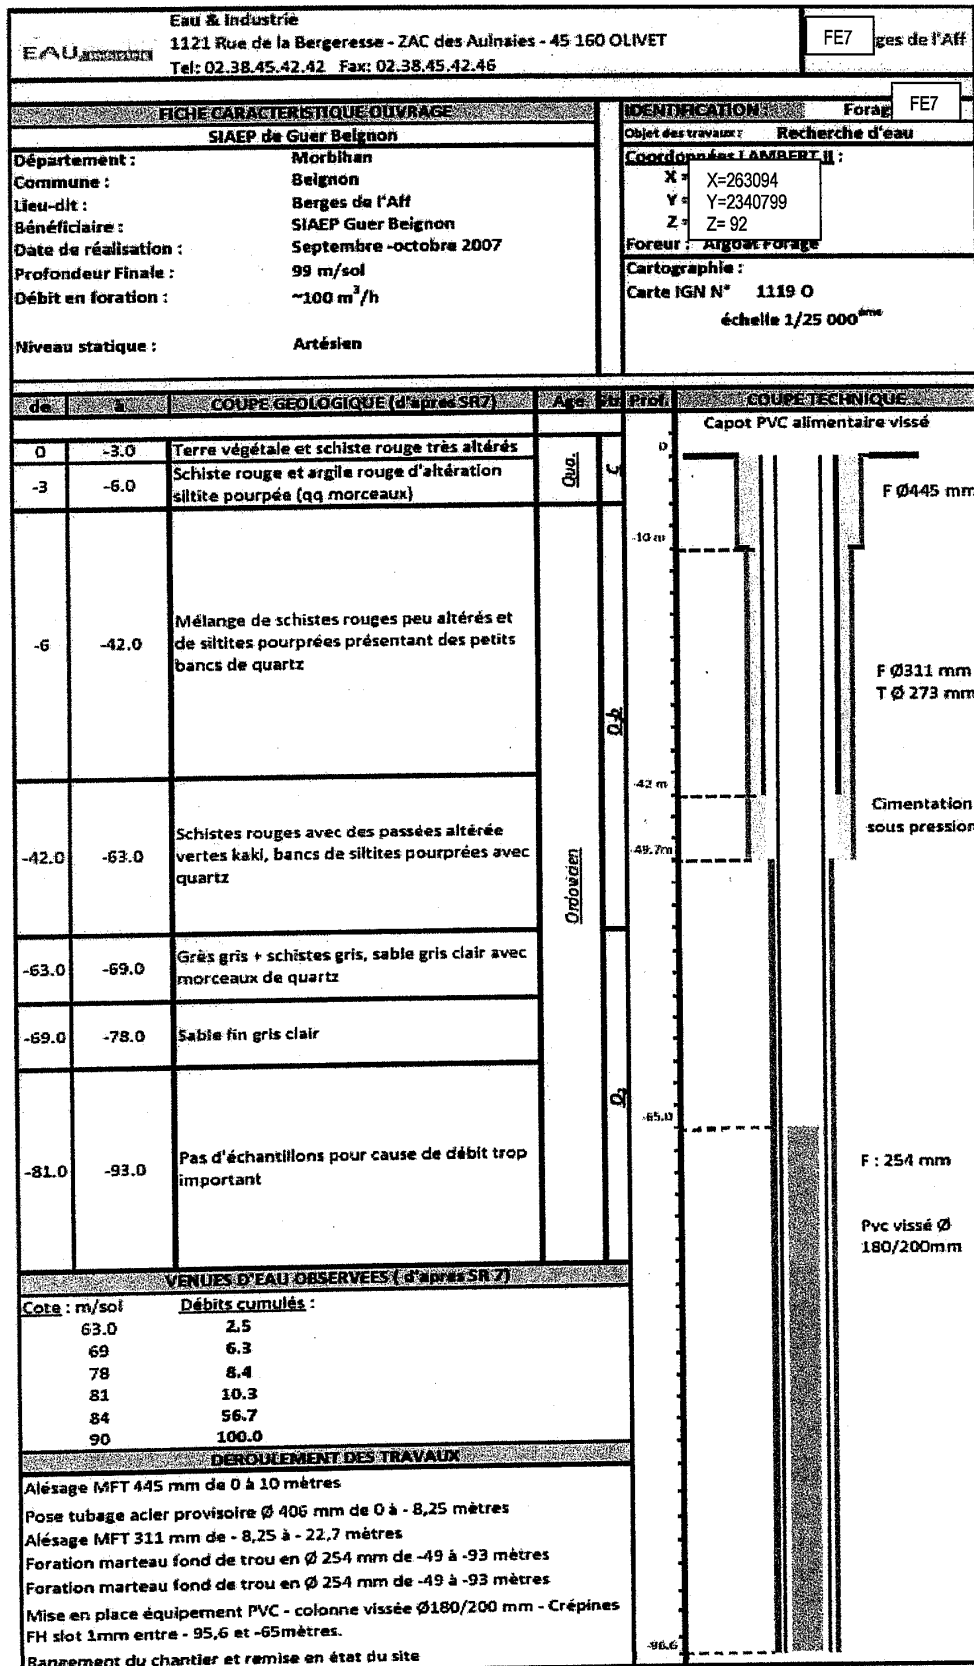 Eau & Industrie
EAU
1121 Rue de la Bergeresse - ZAC des Aulnaies - 45 160 OLIVET
Tel: 02.38.45.42.42 Fax: 02.38.45.42.46
FE7 ges de l'Aff
FICHE CARACTERISTIQUE OUVRAGE
SIAEP de Guer Beignon
Département : Morbihan
Commune : Beignon
Lieu-dit : Berges de l'Aff
Bénéficiaire : SIAEP Guer Beignon
Date de réalisation : Septembre -octobre 2007
Profondeur Finale : 99 m/sol
Débit en foration : ~100 m³/h
Niveau statique : Artésien
IDENTIFICATION : Forag FE7
Objet des travaux : Recherche d'eau
Coordonnées LAMBERT II :
X = X=263094
Y = Y=2340799
Z = Z= 92
Foreur : Argoat Forage
Cartographie :
Carte IGN N° 1119 O
échelle 1/25 000ème
de à COUPE GEOLOGIQUE (d'apres SR7) Age Prof. COUPE TECHNIQUE
Capot PVC alimentaire vissé
0 -3.0 Terre végétale et schiste rouge très altérés
-3 -6.0 Schiste rouge et argile rouge d'altération
siltite pourpée (qq morceaux)
Qua. C
0
F Ø445 mm
-10 m
-6 -42.0 Mélange de schistes rouges peu altérés et
de siltites pourprées présentant des petits
bancs de quartz
F Ø311 mm
T Ø 273 mm
-42 m
Cimentation
sous pression
-49.7m
-42.0 -63.0 Schistes rouges avec des passées altérée
vertes kaki, bancs de siltites pourprées avec
quartz
Ordovicien
-63.0 -69.0 Grès gris + schistes gris, sable gris clair avec
morceaux de quartz
-69.0 -78.0 Sable fin gris clair
-65.0
-81.0 -93.0 Pas d'échantillons pour cause de débit trop
important
F : 254 mm
Pvc vissé Ø
180/200mm
VENUES D'EAU OBSERVEES ( d'apres SR 7)
Cote : m/sol Débits cumulés :
63.0 2.5
69 6.3
78 8.4
81 10.3
84 56.7
90 100.0
DEROULEMENT DES TRAVAUX
Alésage MFT 445 mm de 0 à 10 mètres
Pose tubage acier provisoire Ø 406 mm de 0 à - 8,25 mètres
Alésage MFT 311 mm de - 8,25 à - 22,7 mètres
Foration marteau fond de trou en Ø 254 mm de -49 à -93 mètres
Foration marteau fond de trou en Ø 254 mm de -49 à -93 mètres
Mise en place équipement PVC - colonne vissée Ø180/200 mm - Crépines
FH slot 1mm entre - 95,6 et -65mètres.
Rangement du chantier et remise en état du site